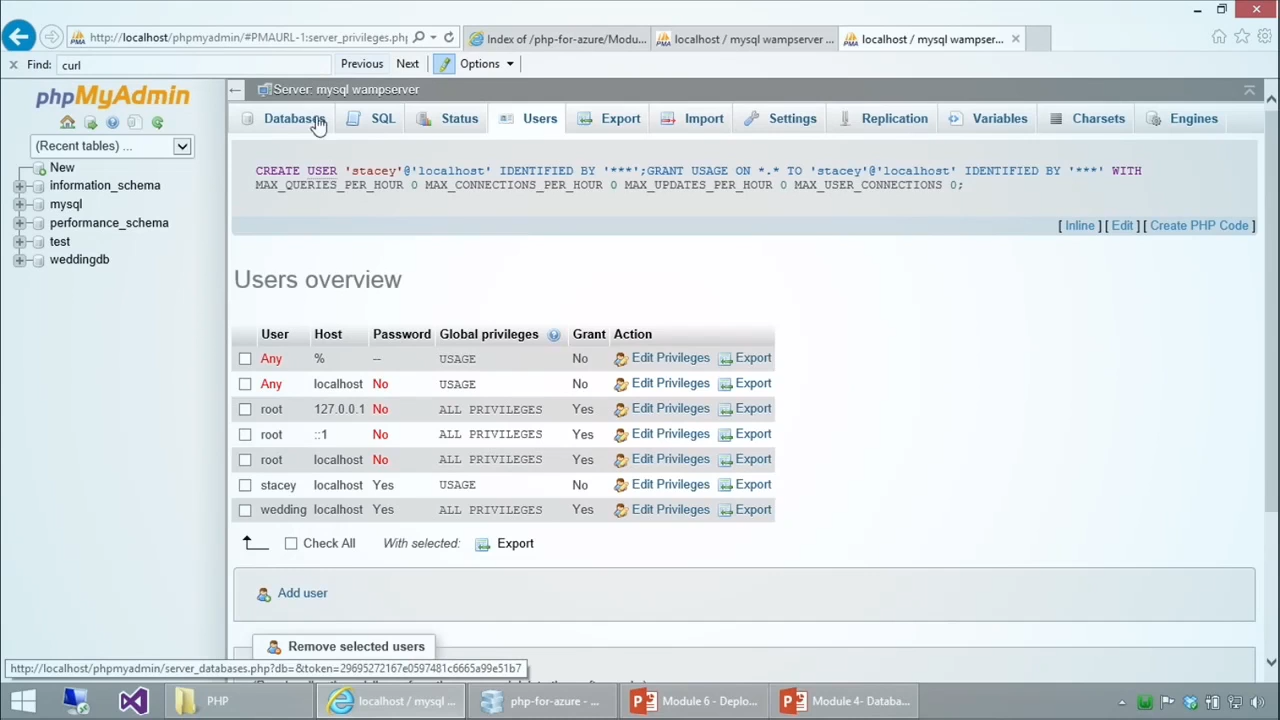 http://localhost/phpmyadmin/#PMAURL-1:server_privileges.php
Index of /php-for-azure/Modu...
localhost / mysql wampserver ...
localhost / mysql wampser...
Find: curl
Previous
Next
Options
phpMyAdmin
(Recent tables) ...
New
information_schema
mysql
performance_schema
test
weddingdb
Server: mysql wampserver
Databases
SQL
Status
Users
Export
Import
Settings
Replication
Variables
Charsets
Engines
CREATE USER 'stacey'@'localhost' IDENTIFIED BY '***';GRANT USAGE ON *.* TO 'stacey'@'localhost' IDENTIFIED BY '***' WITH
MAX_QUERIES_PER_HOUR 0 MAX_CONNECTIONS_PER_HOUR 0 MAX_UPDATES_PER_HOUR 0 MAX_USER_CONNECTIONS 0;
[ Inline ] [ Edit ] [ Create PHP Code ]
Users overview
User Host Password Global privileges Grant Action
Any % -- USAGE No Edit Privileges Export
Any localhost No USAGE No Edit Privileges Export
root 127.0.0.1 No ALL PRIVILEGES Yes Edit Privileges Export
root ::1 No ALL PRIVILEGES Yes Edit Privileges Export
root localhost No ALL PRIVILEGES Yes Edit Privileges Export
stacey localhost Yes USAGE No Edit Privileges Export
wedding localhost Yes ALL PRIVILEGES Yes Edit Privileges Export
Check All With selected: Export
Add user
Remove selected users
http://localhost/phpmyadmin/server_databases.php?db=&token=29695272167e0597481c6665a99e51b7
PHP
localhost / mysql ...
php-for-azure - ...
Module 6 - Deplo...
Module 4- Databa...